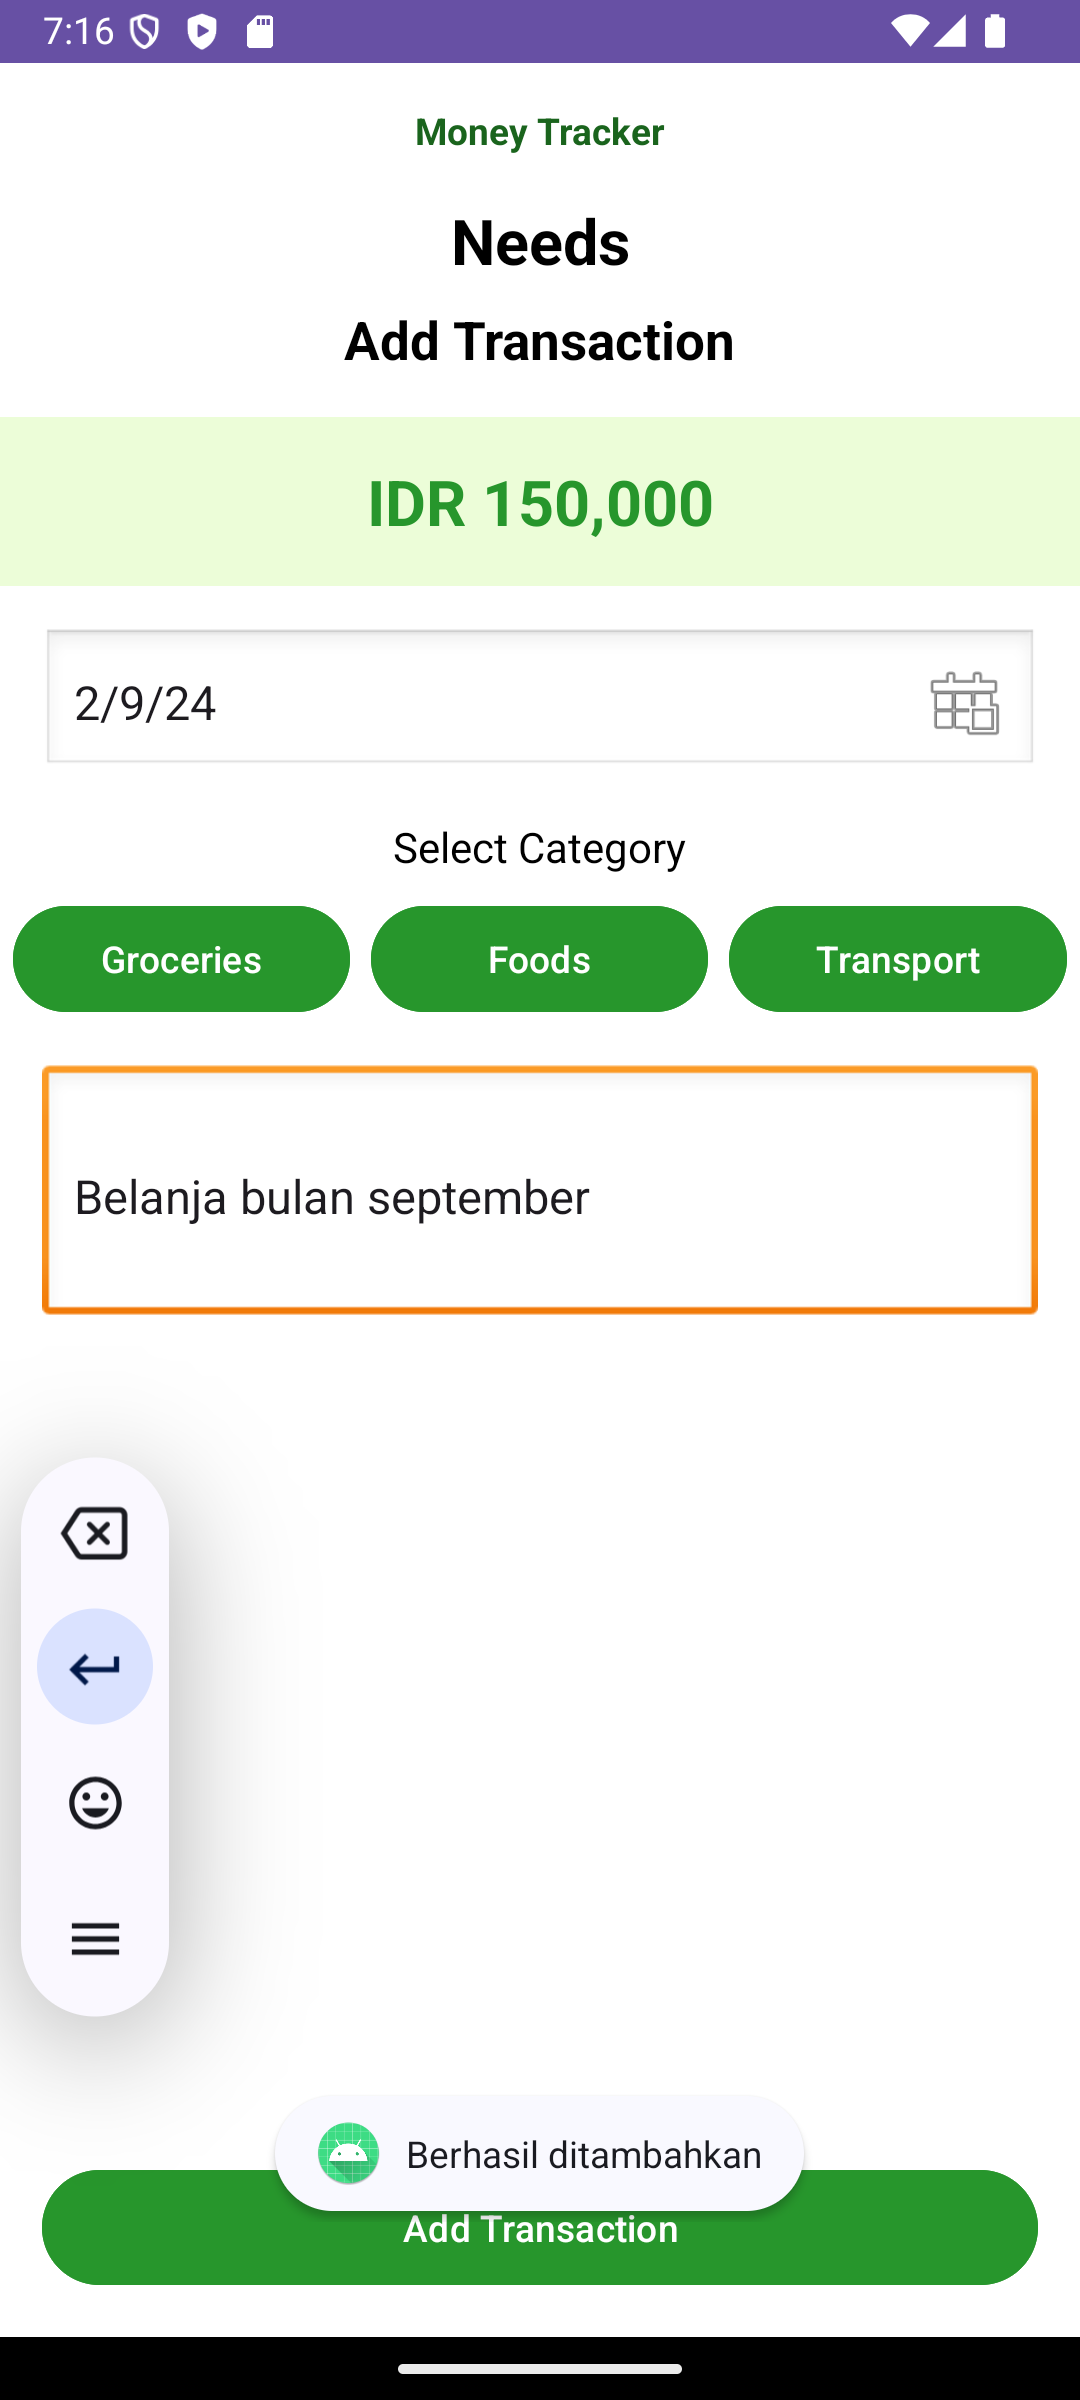 7:16
Money Tracker
Needs
Add Transaction
IDR 150,000
2/9/24
Select Category
Groceries Foods Transport
Belanja bulan september
Berhasil ditambahkan
Add Transaction